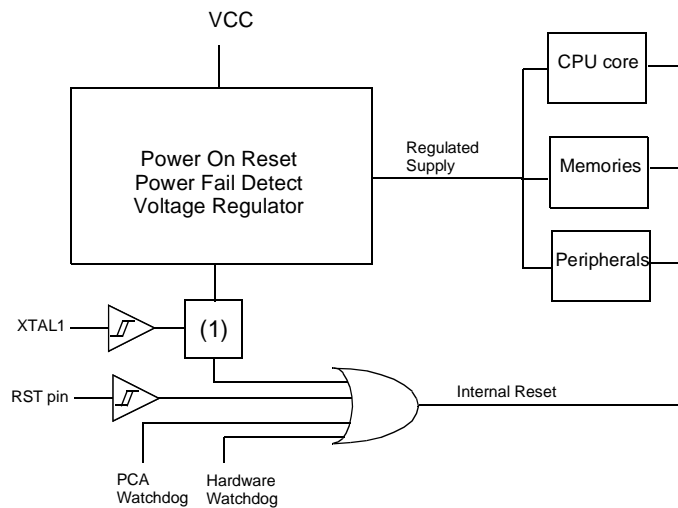 VCC
CPU core
Power On Reset
Power Fail Detect
Voltage Regulator
Regulated
Supply
Memories
Peripherals
XTAL1
(1)
RST pin
Internal Reset
PCA
Watchdog
Hardware
Watchdog